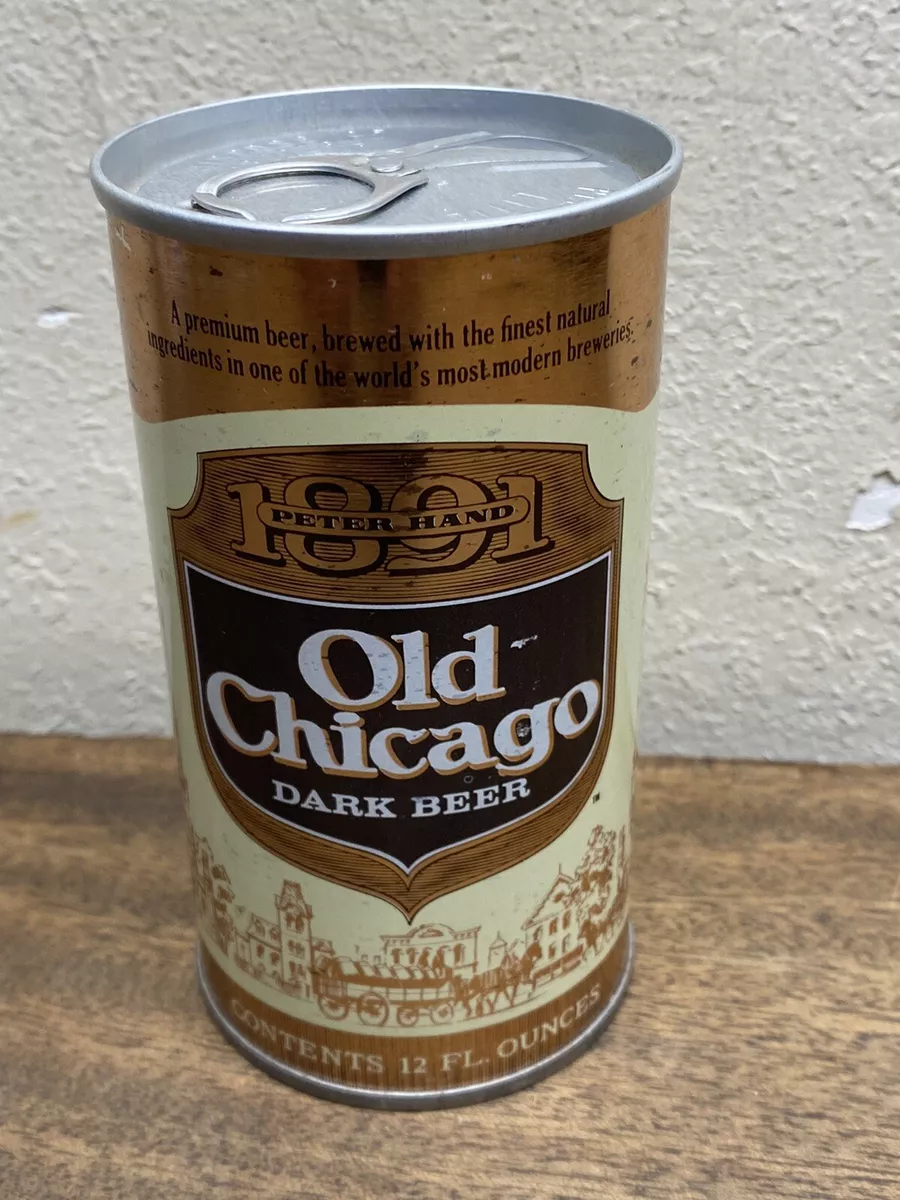 A premium beer, brewed with the finest natural
ingredients in one of the world's most modern breweries.
1891
PETER HAND
Old
Chicago
DARK BEER
™
CONTENTS 12 FL. OUNCES